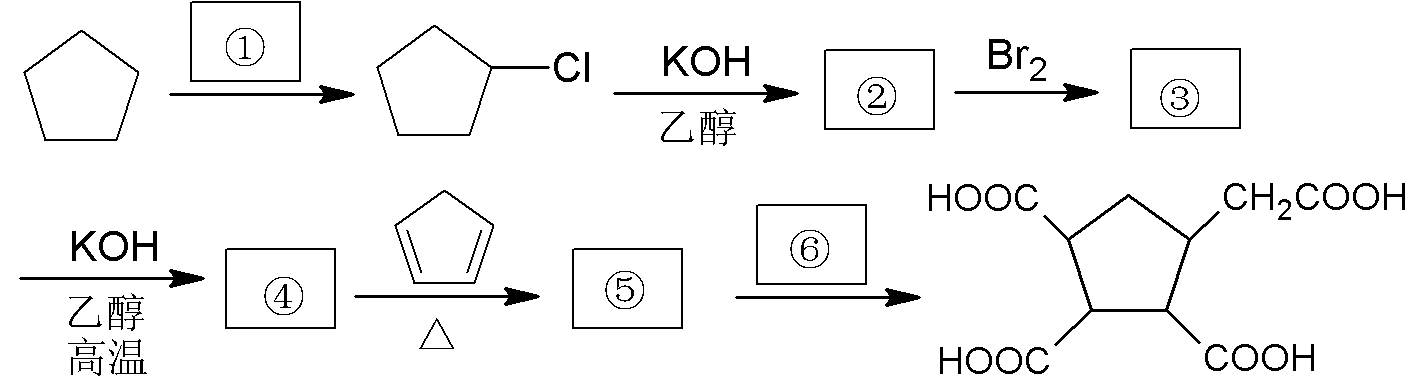 ①
Cl
KOH
乙醇
②
Br₂
③
KOH
乙醇
高温
④
△
⑤
⑥
HOOC
CH₂COOH
HOOC
COOH